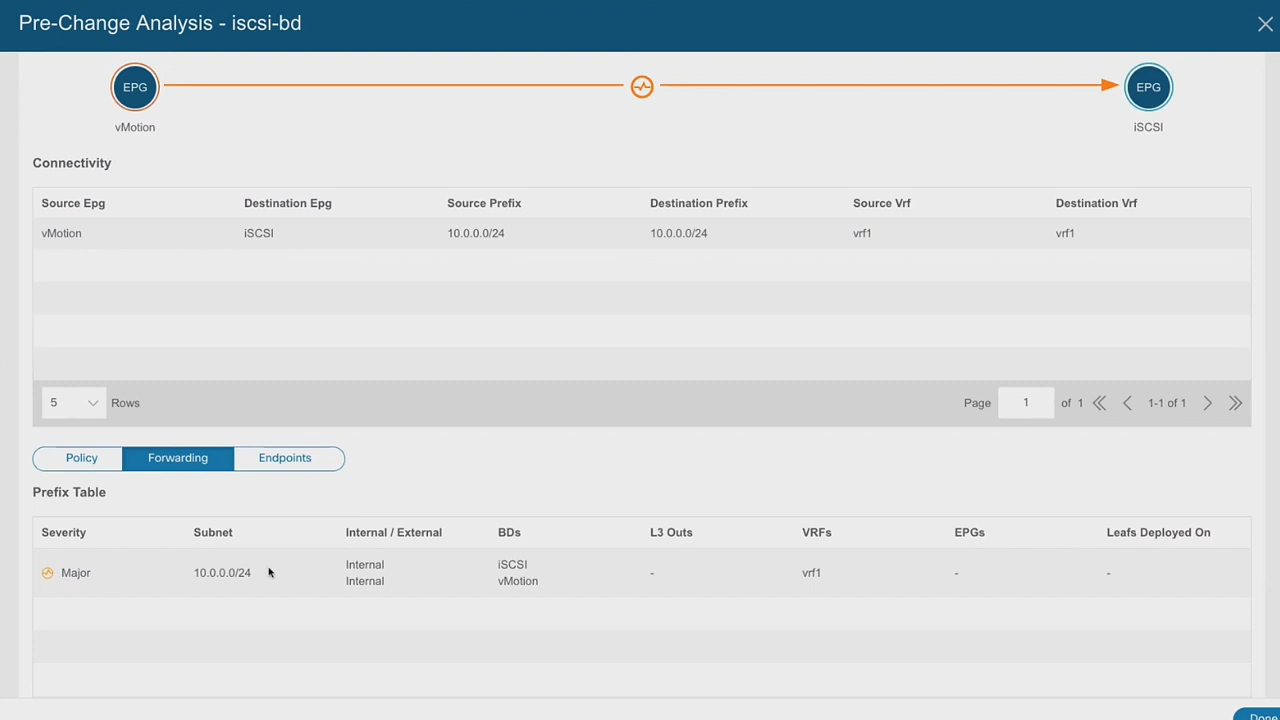 Pre-Change Analysis - iscsi-bd
EPG
EPG
vMotion
iSCSI
Connectivity
Source Epg Destination Epg Source Prefix Destination Prefix Source Vrf Destination Vrf
vMotion iSCSI 10.0.0.0/24 10.0.0.0/24 vrf1 vrf1
5 Rows Page 1 of 1 1-1 of 1
Policy Forwarding Endpoints
Prefix Table
Severity Subnet Internal / External BDs L3 Outs VRFs EPGs Leafs Deployed On
Major 10.0.0.0/24 Internal iSCSI - vrf1 - -
Internal vMotion
Done